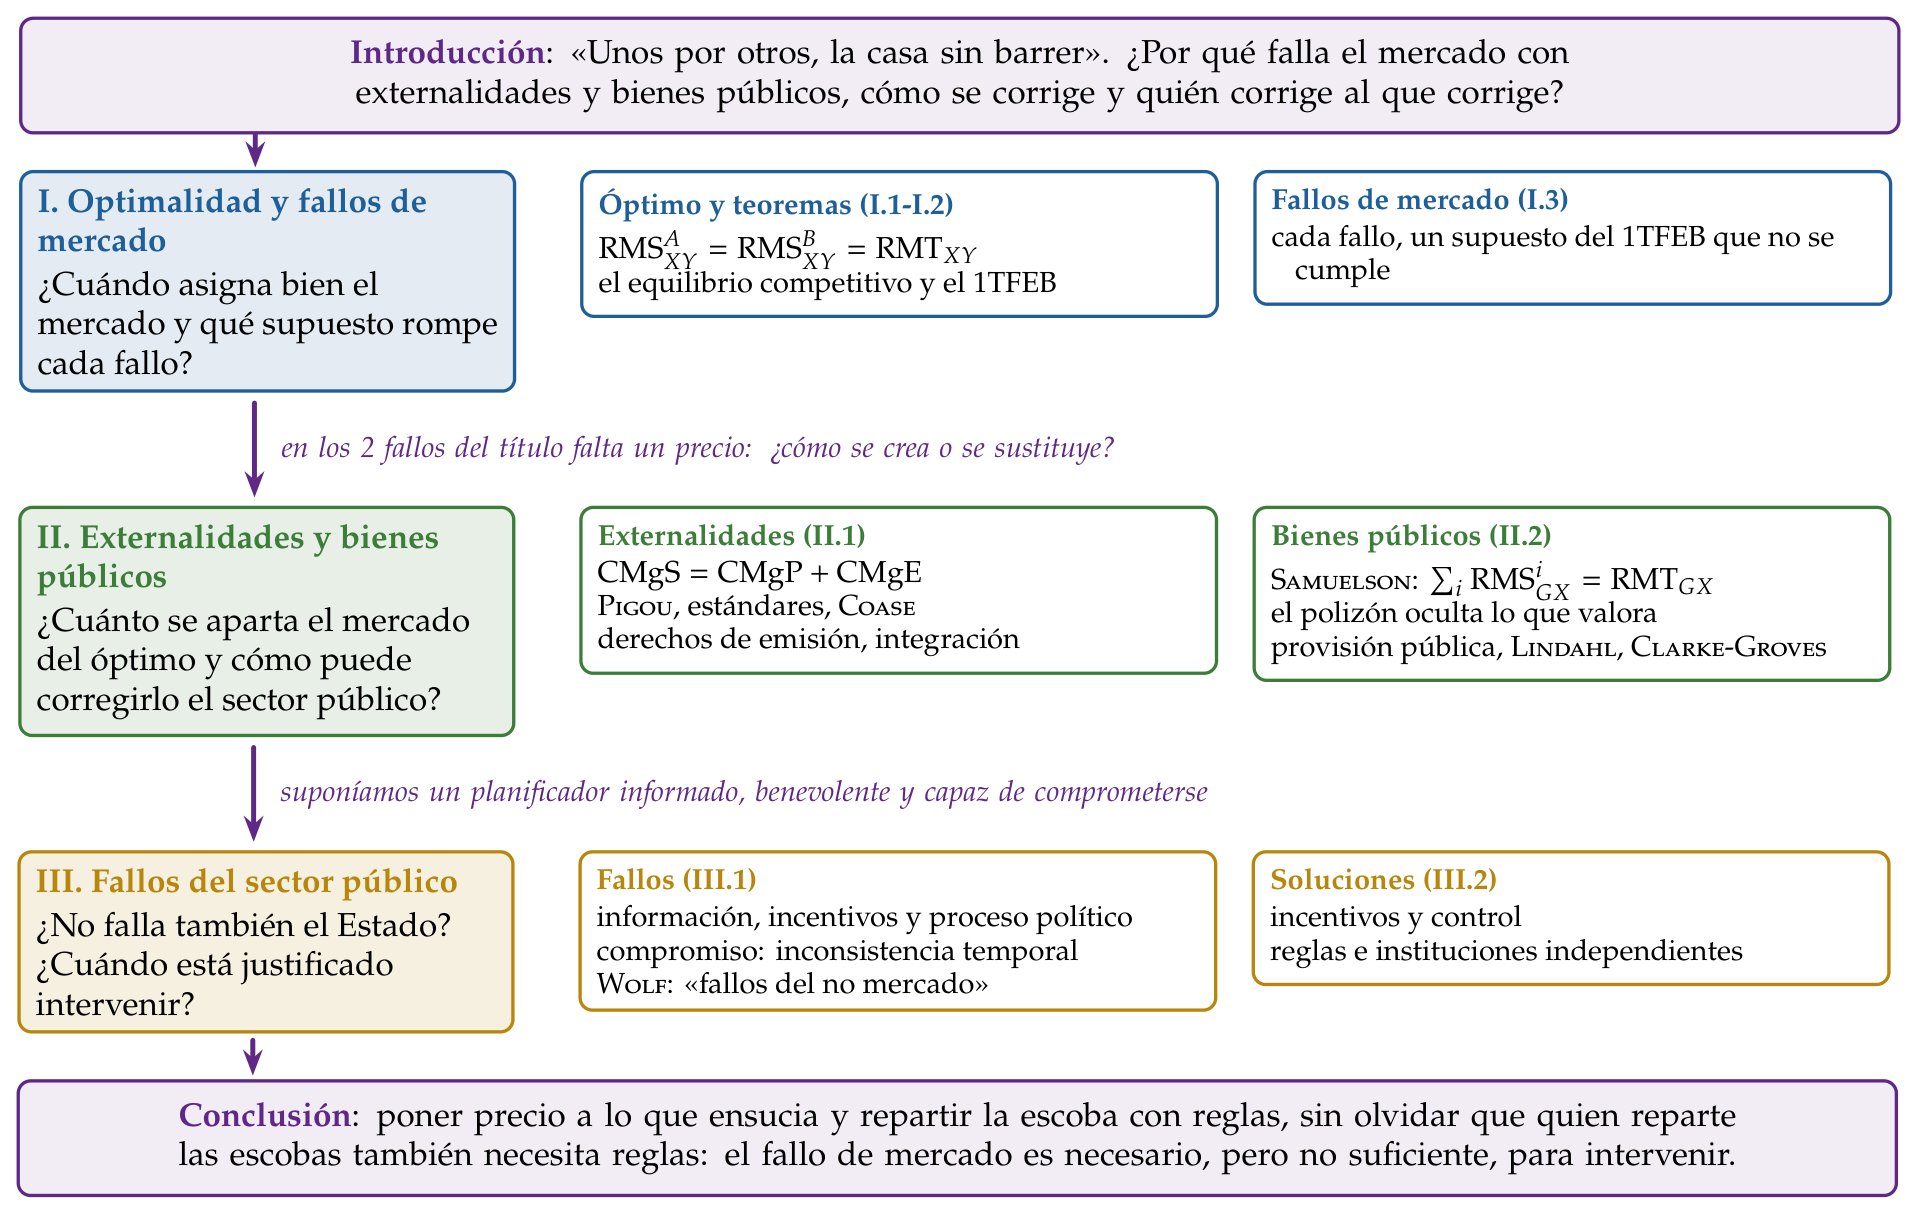 Introducción: «Unos por otros, la casa sin barrer». ¿Por qué falla el mercado con
externalidades y bienes públicos, cómo se corrige y quién corrige al que corrige?
I. Optimalidad y fallos de
mercado
¿Cuándo asigna bien el
mercado y qué supuesto rompe
cada fallo?
Óptimo y teoremas (I.1-I.2)
RMS^A_{XY} = RMS^B_{XY} = RMT_{XY}
el equilibrio competitivo y el 1TFEB
Fallos de mercado (I.3)
cada fallo, un supuesto del 1TFEB que no se
cumple
en los 2 fallos del título falta un precio: ¿cómo se crea o se sustituye?
II. Externalidades y bienes
públicos
¿Cuánto se aparta el mercado
del óptimo y cómo puede
corregirlo el sector público?
Externalidades (II.1)
CMgS = CMgP + CMgE
Pigou, estándares, Coase
derechos de emisión, integración
Bienes públicos (II.2)
Samuelson: ∑_i RMS^i_{GX} = RMT_{GX}
el polizón oculta lo que valora
provisión pública, Lindahl, Clarke-Groves
suponíamos un planificador informado, benevolente y capaz de comprometerse
III. Fallos del sector público
¿No falla también el Estado?
¿Cuándo está justificado
intervenir?
Fallos (III.1)
información, incentivos y proceso político
compromiso: inconsistencia temporal
Wolf: «fallos del no mercado»
Soluciones (III.2)
incentivos y control
reglas e instituciones independientes
Conclusión: poner precio a lo que ensucia y repartir la escoba con reglas, sin olvidar que quien reparte
las escobas también necesita reglas: el fallo de mercado es necesario, pero no suficiente, para intervenir.